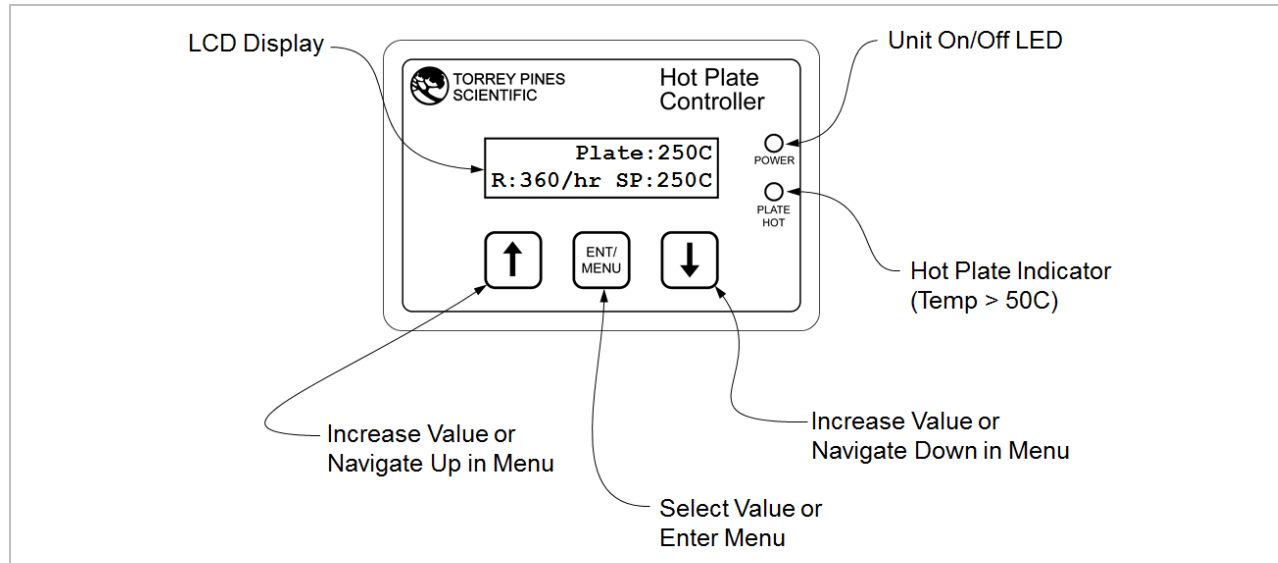 LCD Display
Unit On/Off LED
TORREY PINES
SCIENTIFIC
Hot Plate
Controller
Plate:250C
R:360/hr SP:250C
POWER
PLATE
HOT
ENT/
MENU
Hot Plate Indicator
(Temp > 50C)
Increase Value or
Navigate Up in Menu
Increase Value or
Navigate Down in Menu
Select Value or
Enter Menu